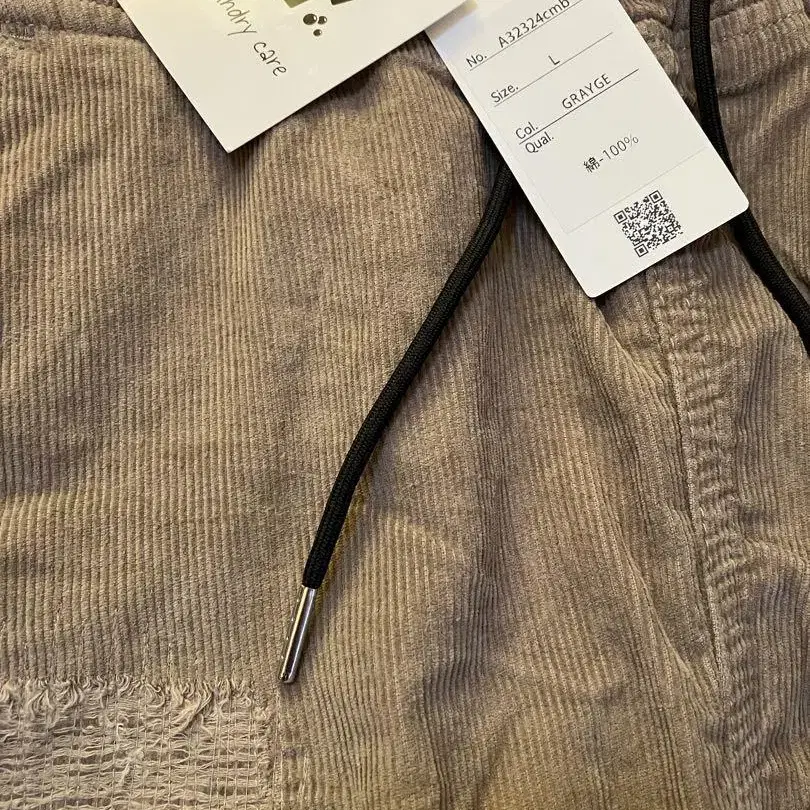 ndry care
No. A32324cmb
Size. L
Col. GRAYGE
Qual.
綿-100%